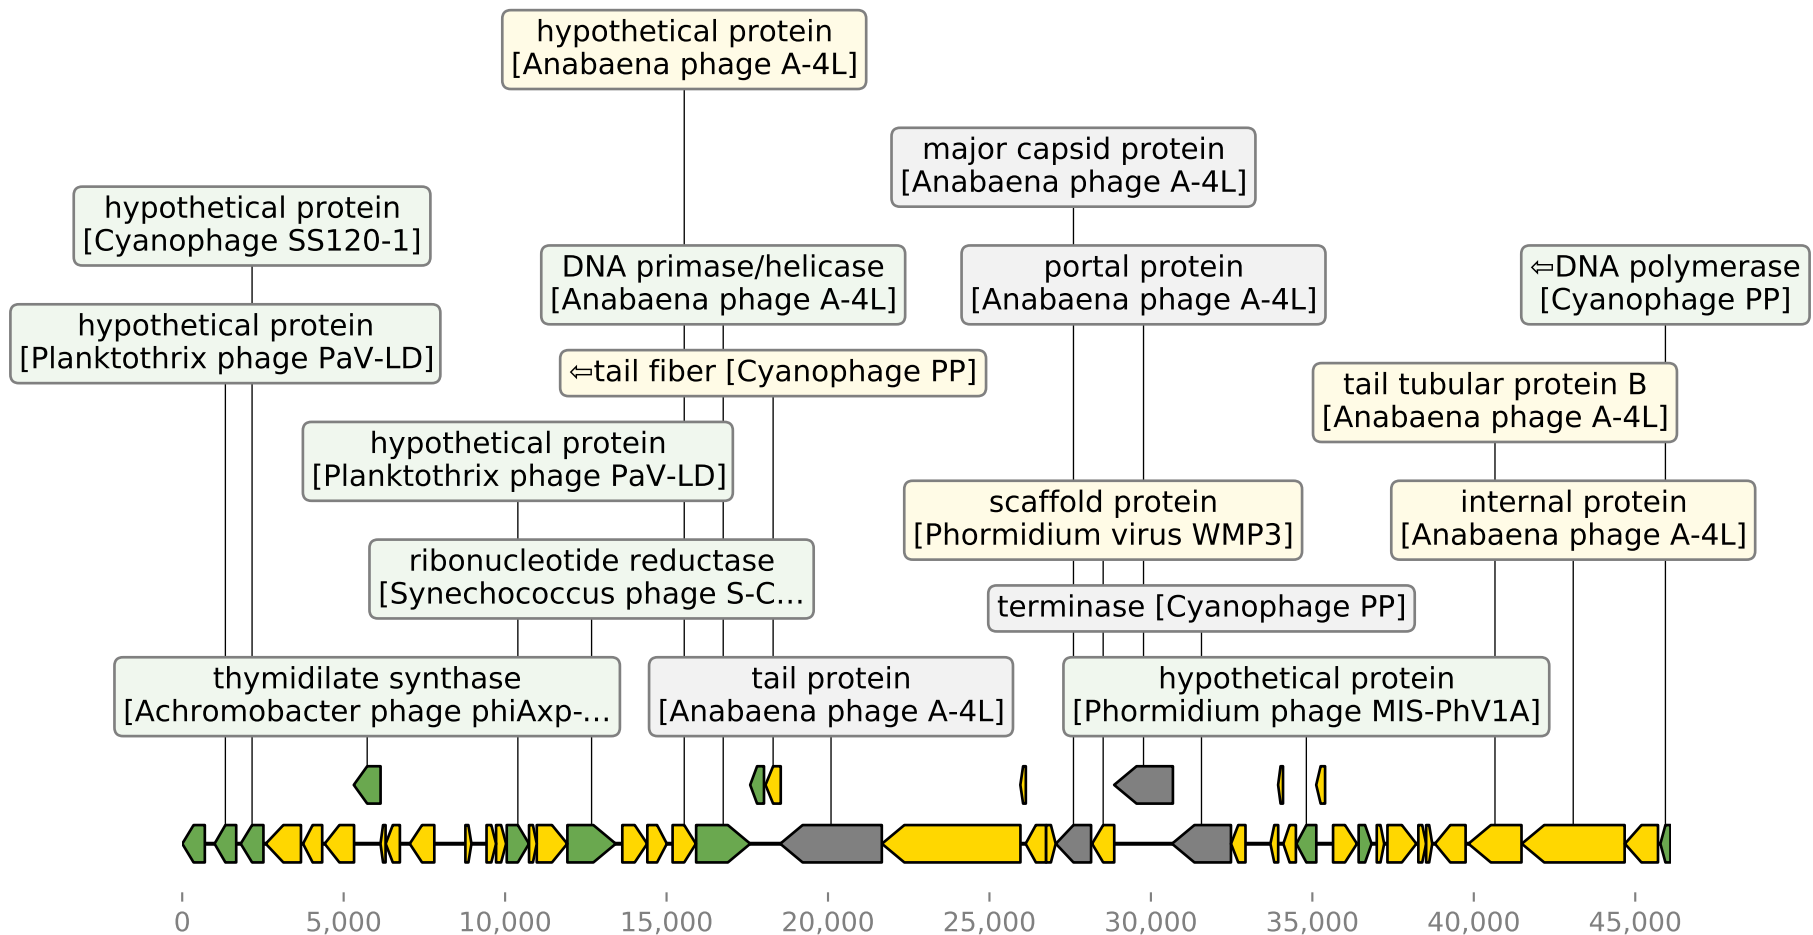 hypothetical protein
[Anabaena phage A-4L]
major capsid protein
[Anabaena phage A-4L]
hypothetical protein
[Cyanophage SS120-1]
DNA primase/helicase
[Anabaena phage A-4L]
portal protein
[Anabaena phage A-4L]
⇦DNA polymerase
[Cyanophage PP]
hypothetical protein
[Planktothrix phage PaV-LD]
⇦tail fiber [Cyanophage PP]
tail tubular protein B
[Anabaena phage A-4L]
hypothetical protein
[Planktothrix phage PaV-LD]
scaffold protein
[Phormidium virus WMP3]
internal protein
[Anabaena phage A-4L]
ribonucleotide reductase
[Synechococcus phage S-C...
terminase [Cyanophage PP]
thymidilate synthase
[Achromobacter phage phiAxp-...
tail protein
[Anabaena phage A-4L]
hypothetical protein
[Phormidium phage MIS-PhV1A]
0 5,000 10,000 15,000 20,000 25,000 30,000 35,000 40,000 45,000